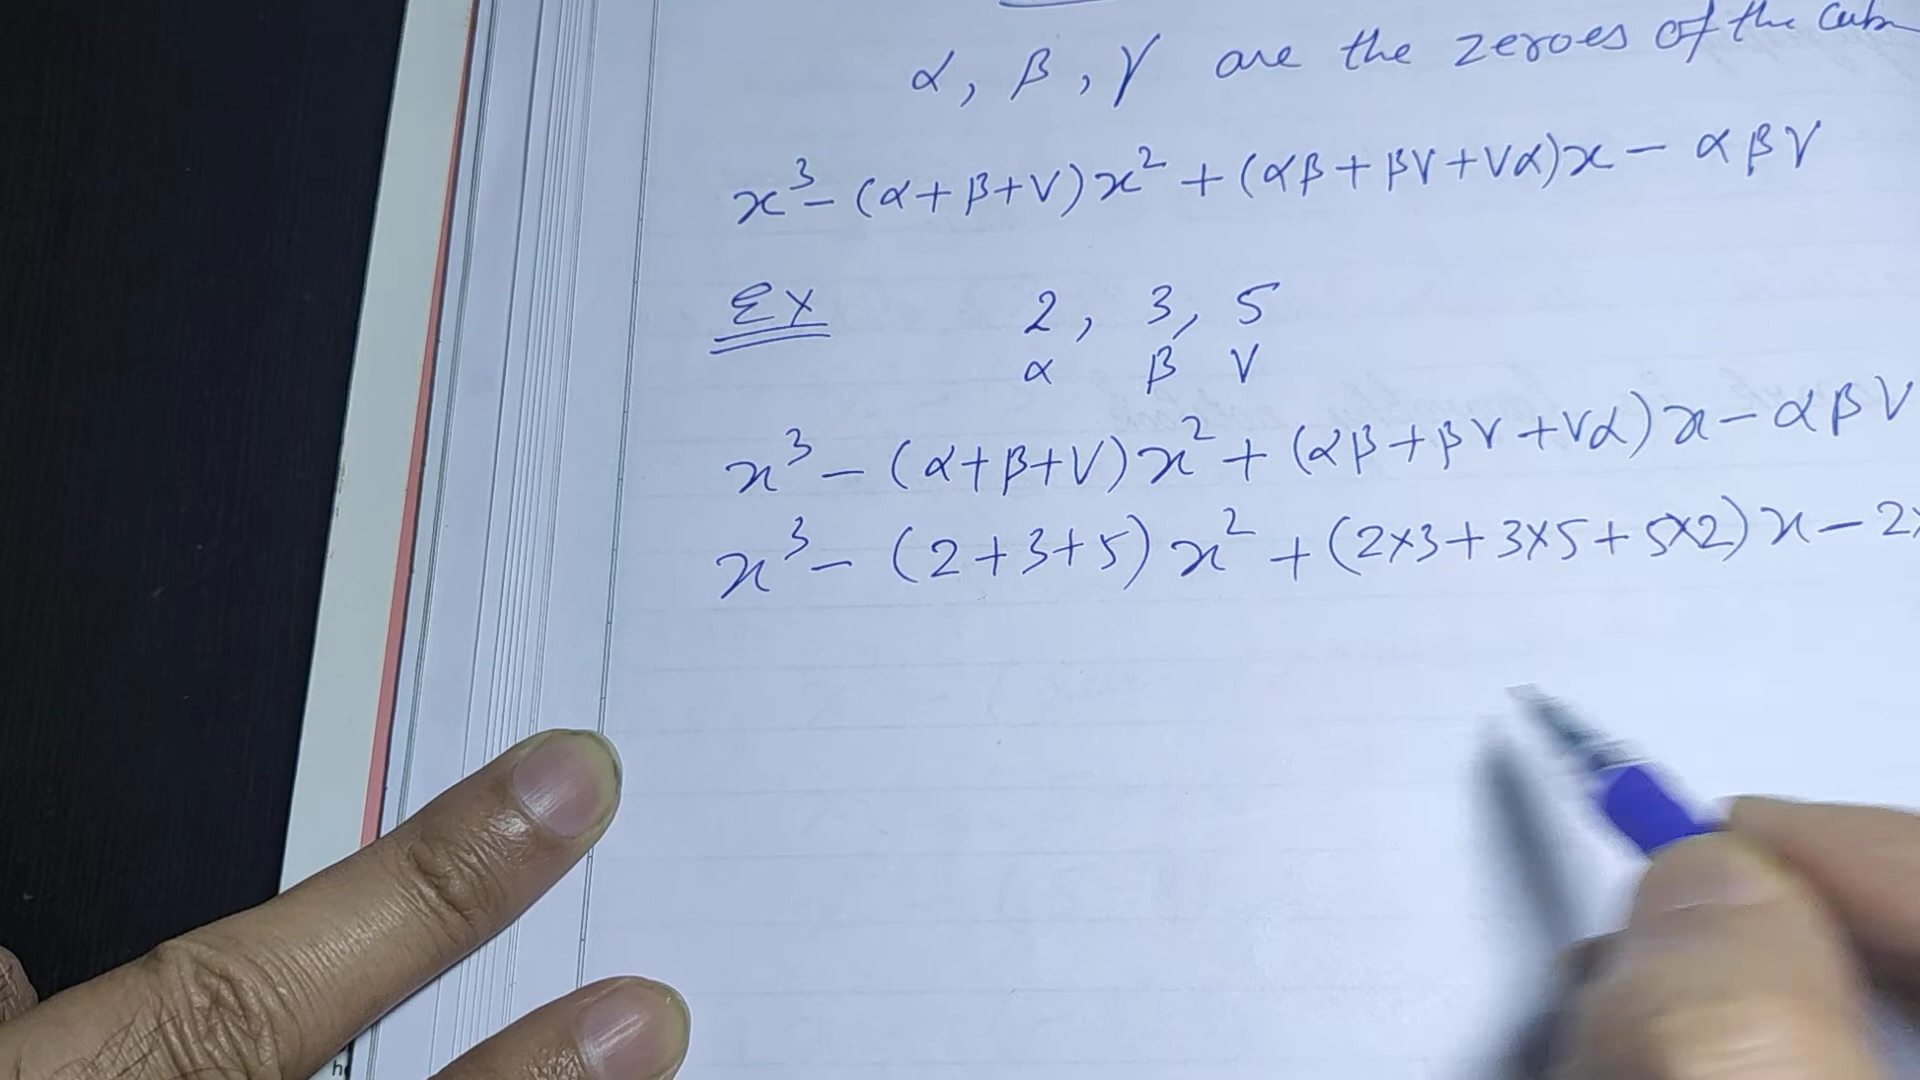 α, β, γ are the zeroes of the cub
x³ - (α+β+γ)x² + (αβ + βγ + γα)x - αβγ
Ex 2, 3, 5
α β γ
x³ - (α+β+γ)x² + (αβ+βγ+γα)x - αβγ
x³ - (2+3+5)x² + (2×3+3×5+5×2)x - 2×